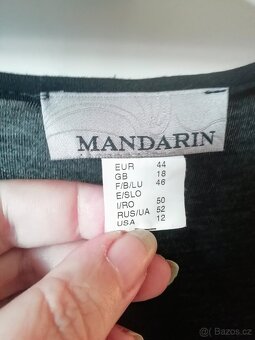 MANDARIN
EUR 44
GB 18
F/B/LU 46
E/SLO
I/RO 50
RUS/UA 52
USA 12
© Bazos.cz